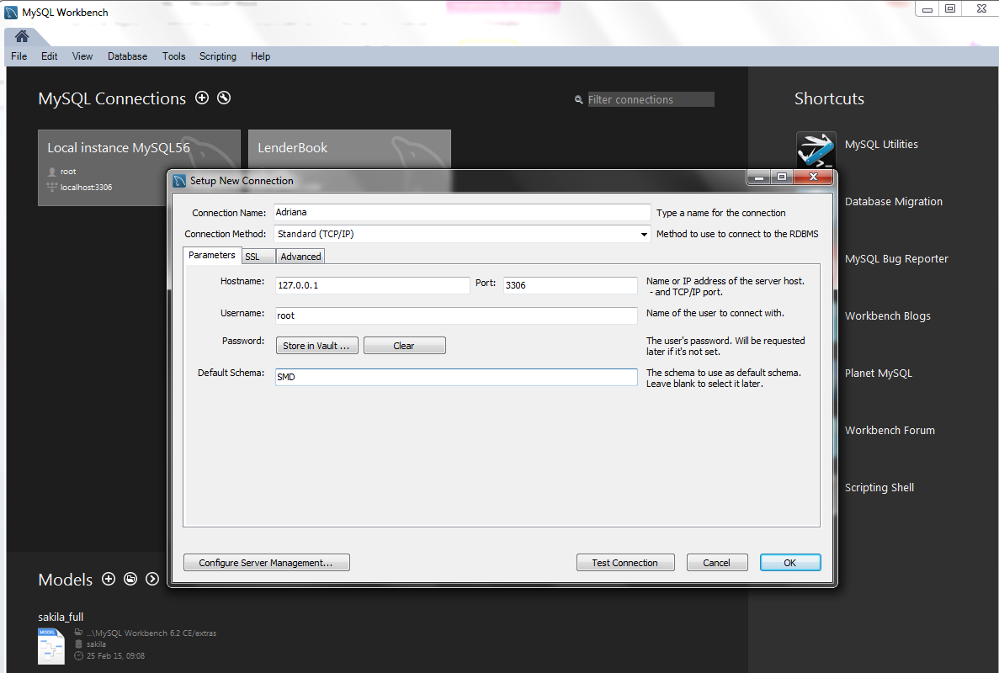 MySQL Workbench
File Edit View Database Tools Scripting Help
MySQL Connections
Filter connections
Shortcuts
Local instance MySQL56
root
localhost:3306
LenderBook
MySQL Utilities
Database Migration
MySQL Bug Reporter
Workbench Blogs
Planet MySQL
Workbench Forum
Scripting Shell
Setup New Connection
Connection Name: Adriana Type a name for the connection
Connection Method: Standard (TCP/IP) Method to use to connect to the RDBMS
Parameters SSL Advanced
Hostname: 127.0.0.1 Port: 3306 Name or IP address of the server host.
- and TCP/IP port.
Username: root Name of the user to connect with.
Password: Store in Vault ... Clear The user's password. Will be requested
later if it's not set.
Default Schema: SMD The schema to use as default schema.
Leave blank to select it later.
Configure Server Management... Test Connection Cancel OK
Models
sakila_full
MODEL
...\MySQL Workbench 6.2 CE/extras
sakila
25 Feb 15, 09:08